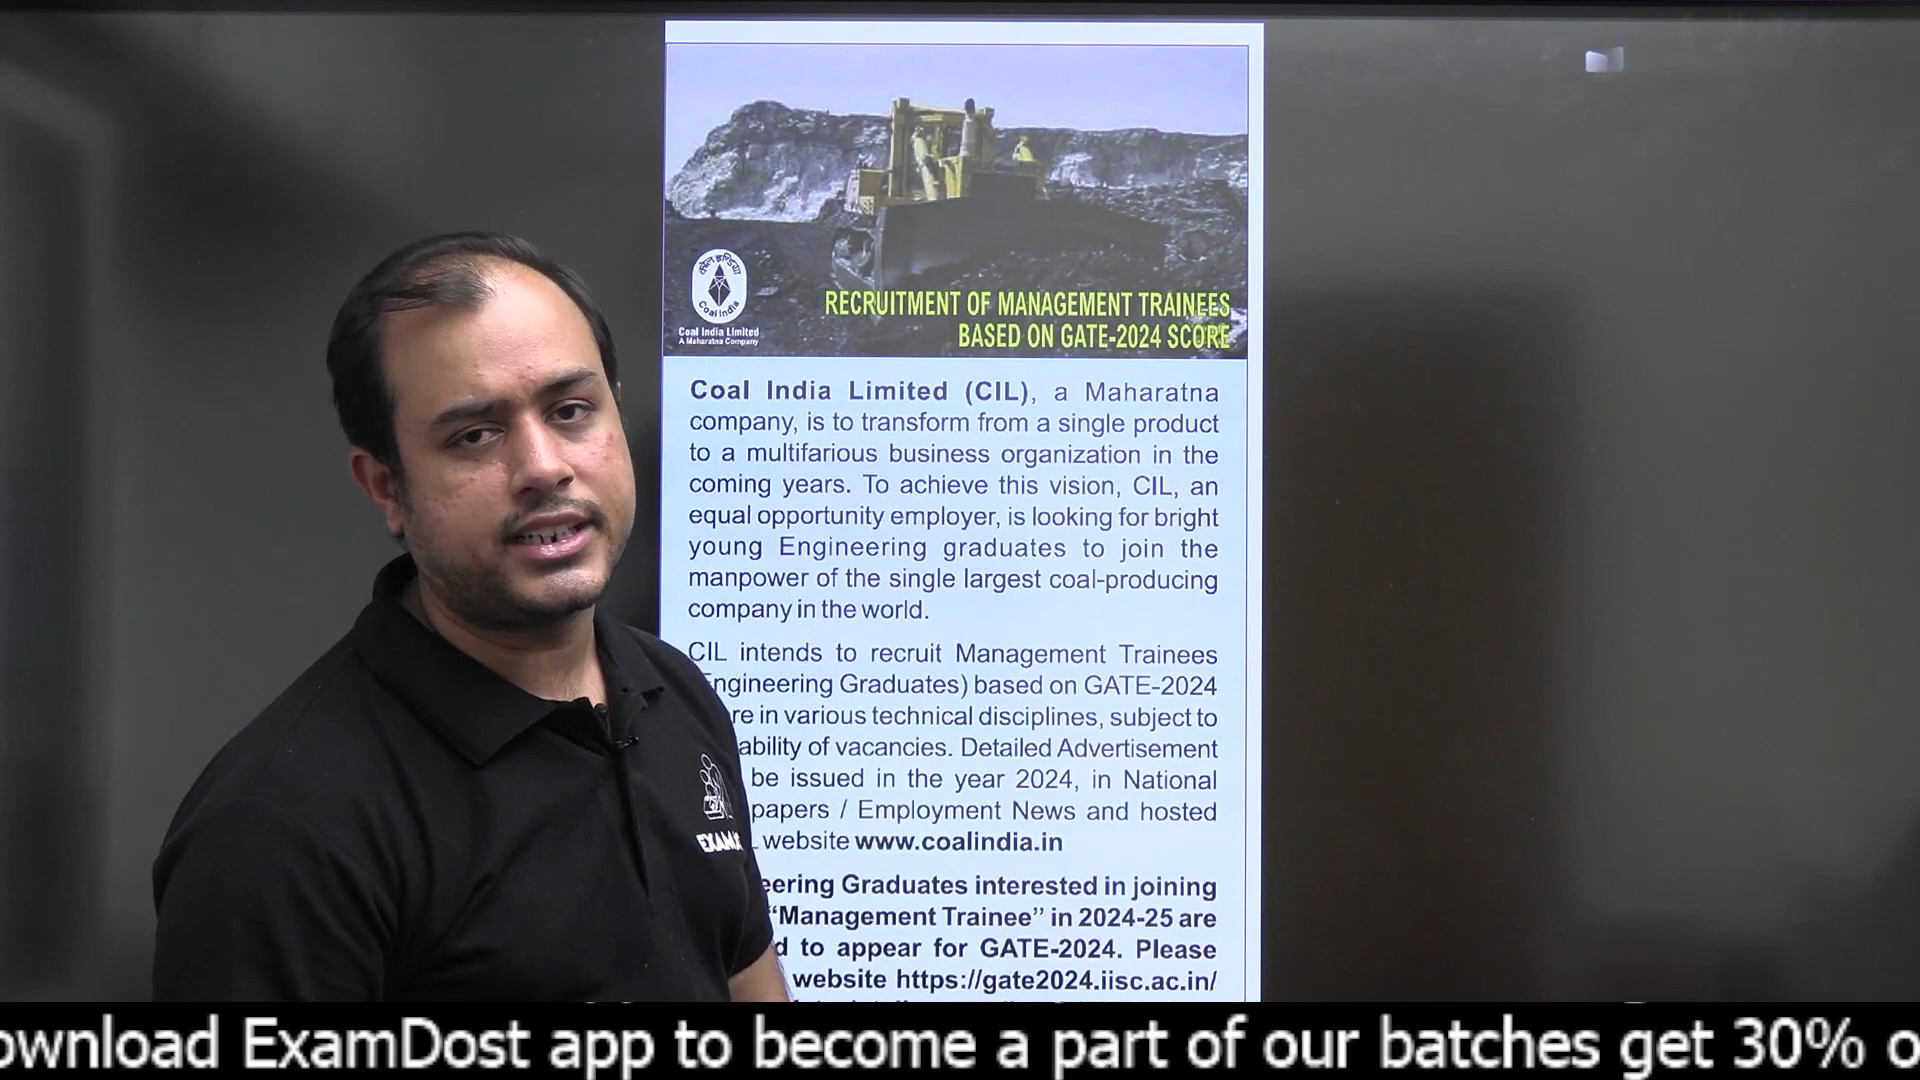 कोल इण्डिया
Coal India
Coal India Limited
A Maharatna Company
RECRUITMENT OF MANAGEMENT TRAINEES
BASED ON GATE-2024 SCORE
Coal India Limited (CIL), a Maharatna
company, is to transform from a single product
to a multifarious business organization in the
coming years. To achieve this vision, CIL, an
equal opportunity employer, is looking for bright
young Engineering graduates to join the
manpower of the single largest coal-producing
company in the world.
CIL intends to recruit Management Trainees
ngineering Graduates) based on GATE-2024
re in various technical disciplines, subject to
ability of vacancies. Detailed Advertisement
be issued in the year 2024, in National
papers / Employment News and hosted
website www.coalindia.in
eering Graduates interested in joining
"Management Trainee" in 2024-25 are
d to appear for GATE-2024. Please
website https://gate2024.iisc.ac.in/
ownload ExamDost app to become a part of our batches get 30% o